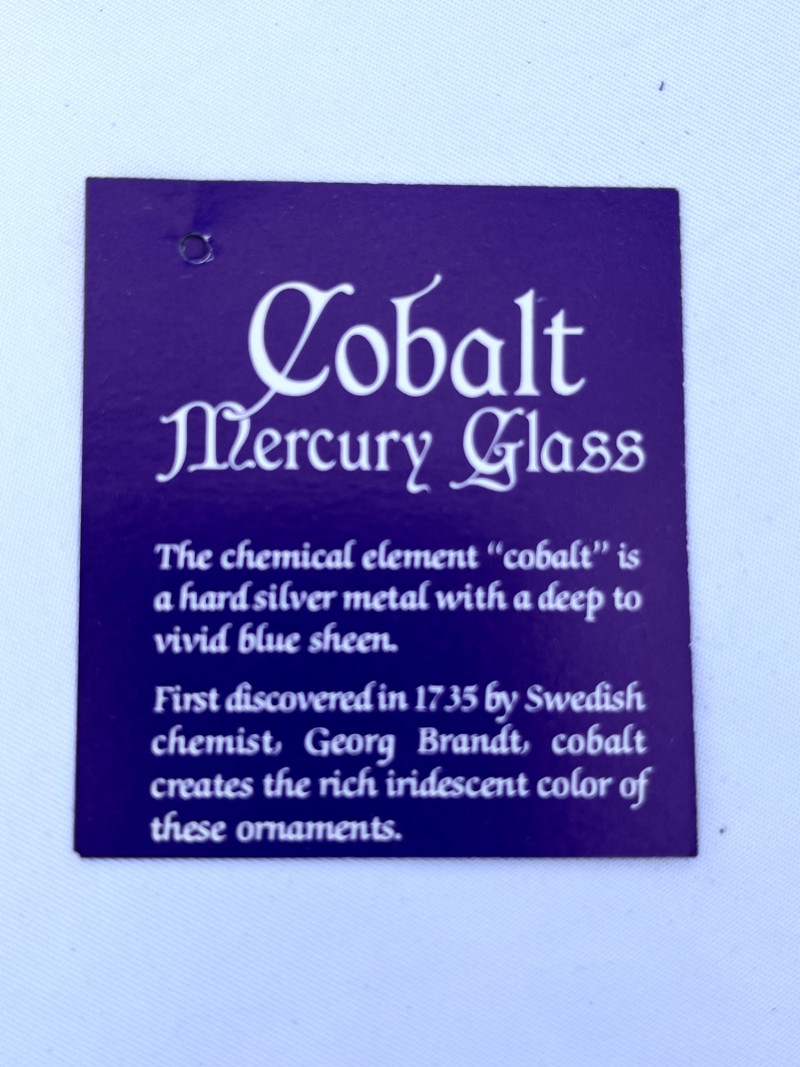 Cobalt
Mercury Glass
The chemical element “cobalt” is
a hard silver metal with a deep to
vivid blue sheen.
First discovered in 1735 by Swedish
chemist, Georg Brandt, cobalt
creates the rich iridescent color of
these ornaments.